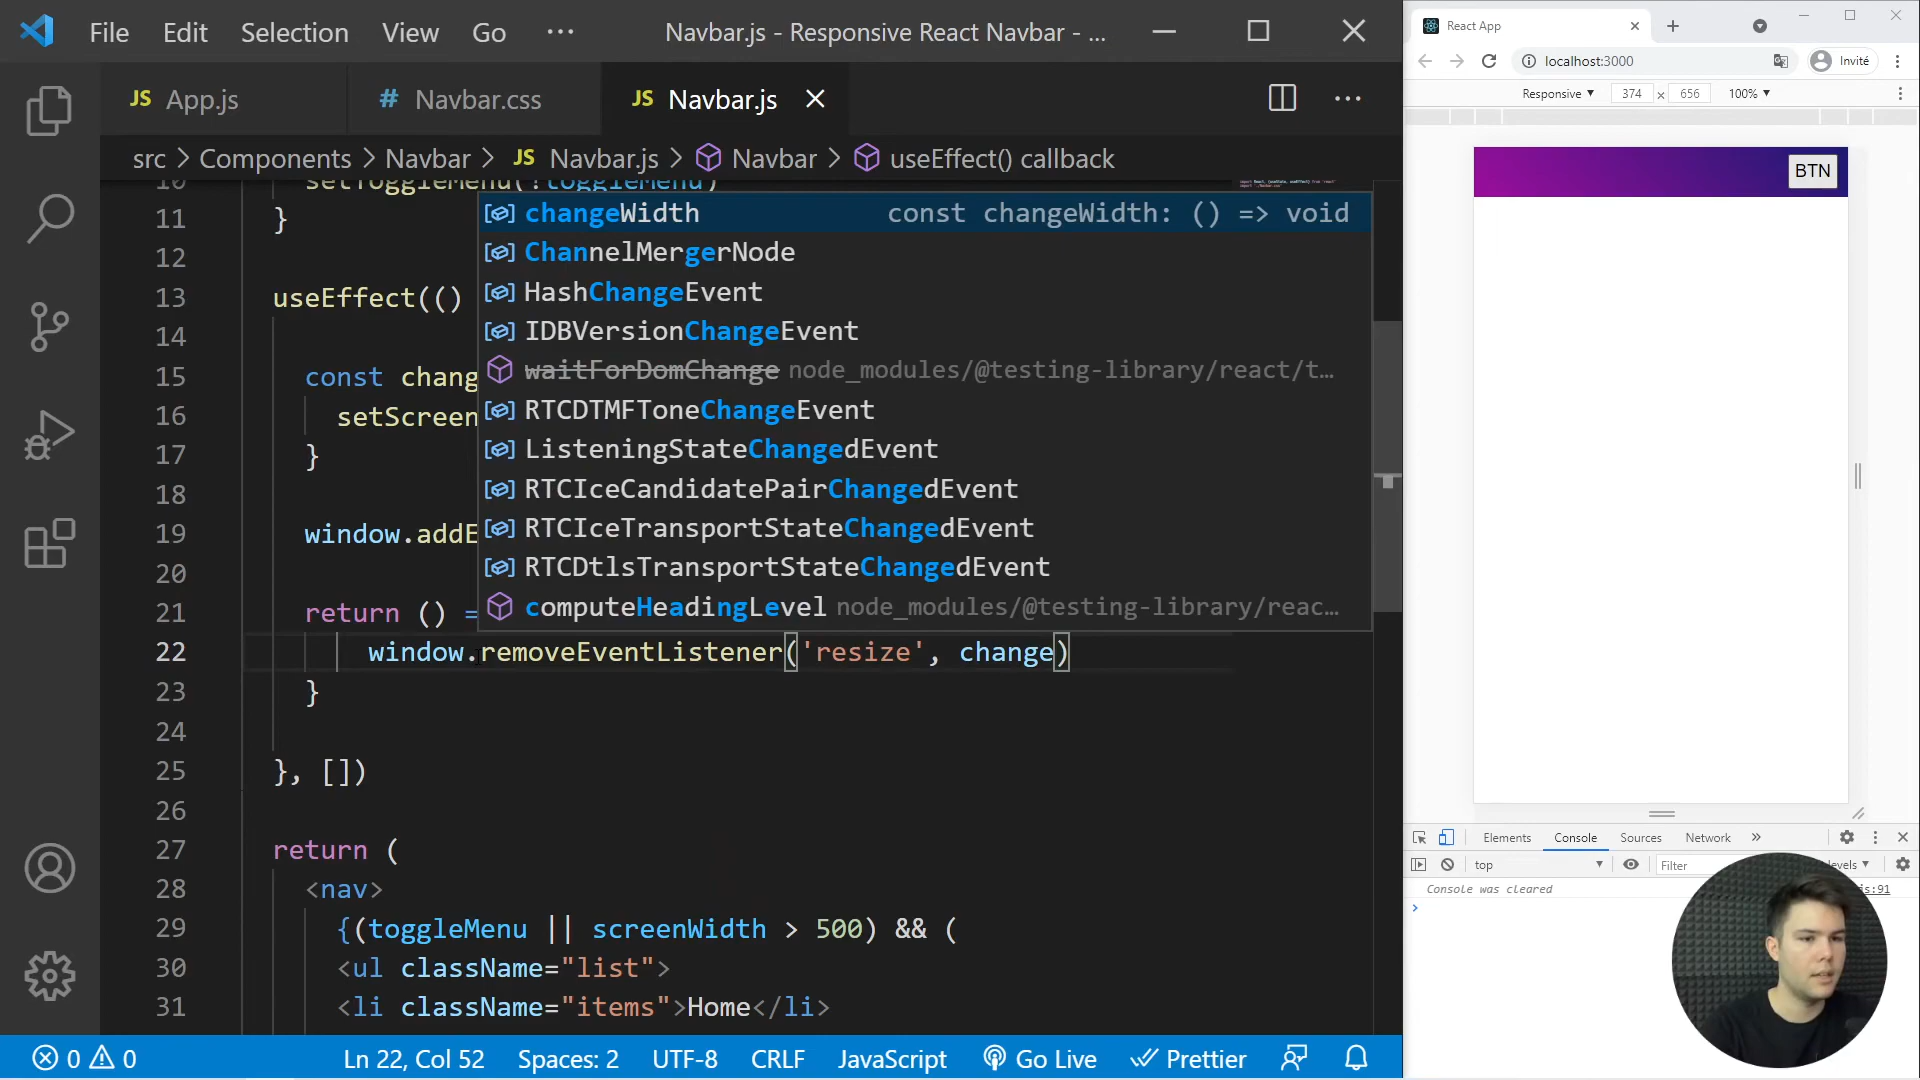 File Edit Selection View Go ··· Navbar.js - Responsive React Navbar - ...
JS App.js # Navbar.css JS Navbar.js
src > Components > Navbar > JS Navbar.js > Navbar > useEffect() callback
10 setToggleMenu(!toggleMenu)
11 }
12
13 useEffect(()
14
15 const chang
16 setScreen
17 }
18
19 window.addE
20
21 return () =
22 window.removeEventListener('resize', change)
23 }
24
25 }, [])
26
27 return (
28 <nav>
29 {(toggleMenu || screenWidth > 500) && (
30 <ul className="list">
31 <li className="items">Home</li>
changeWidth const changeWidth: () => void
ChannelMergerNode
HashChangeEvent
IDBVersionChangeEvent
waitForDomChange node_modules/@testing-library/react/t...
RTCDTMFToneChangeEvent
ListeningStateChangedEvent
RTCIceCandidatePairChangedEvent
RTCIceTransportStateChangedEvent
RTCDtlsTransportStateChangedEvent
computeHeadingLevel node_modules/@testing-library/reac...
0 0 Ln 22, Col 52 Spaces: 2 UTF-8 CRLF JavaScript Go Live Prettier
React App
localhost:3000 Invité
Responsive 374 × 656 100%
BTN
Elements Console Sources Network »
top Filter levels
Console was cleared js:91
>